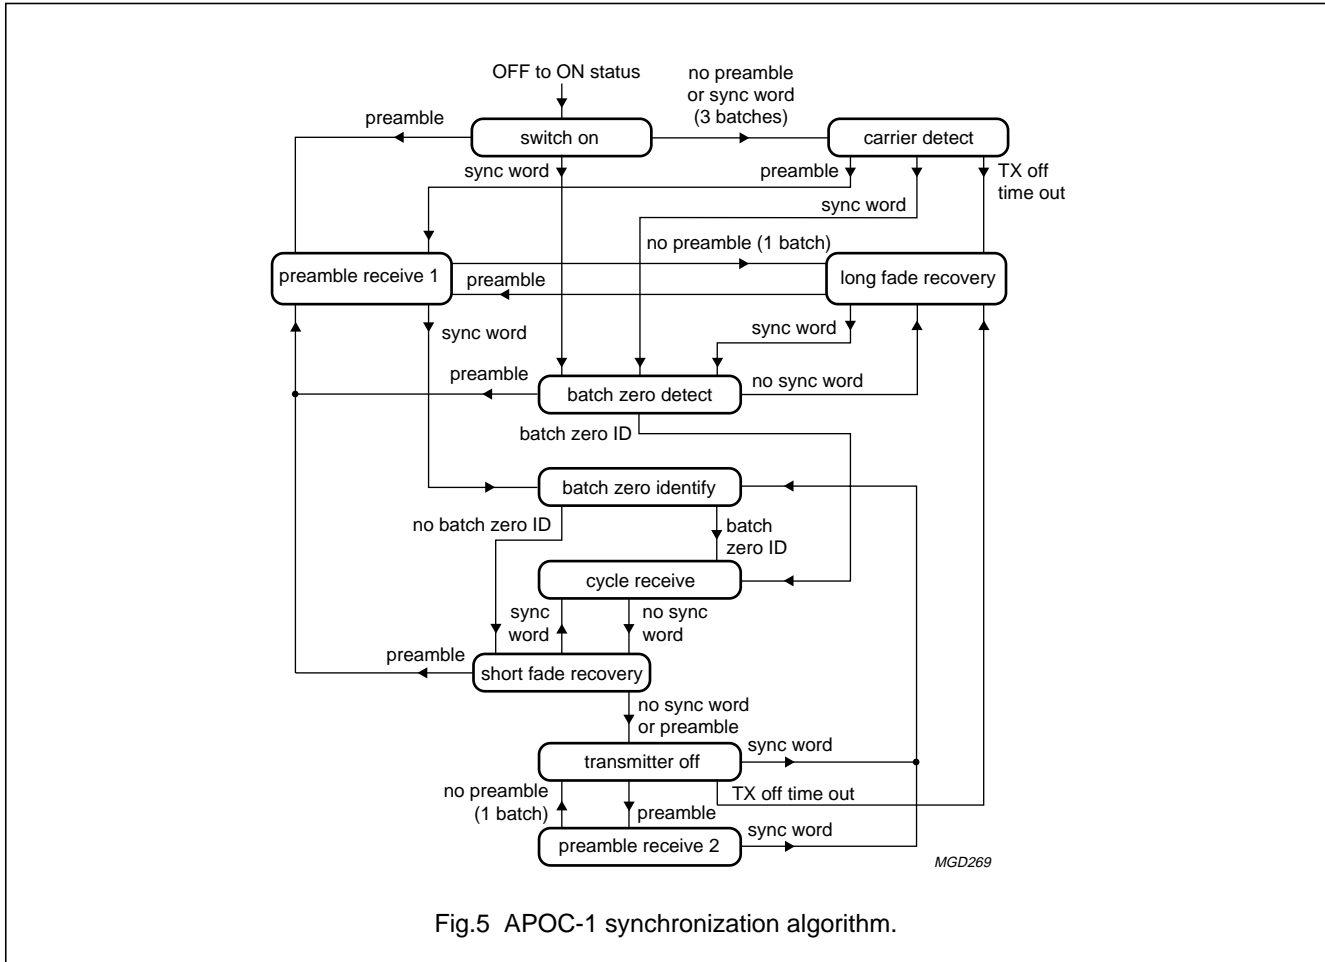 OFF to ON status
no preamble
or sync word
(3 batches)
preamble
switch on
carrier detect
sync word
preamble
TX off
time out
sync word
no preamble (1 batch)
preamble receive 1
preamble
long fade recovery
sync word
sync word
preamble
batch zero detect
no sync word
batch zero ID
batch zero identify
no batch zero ID
batch
zero ID
cycle receive
sync
word
no sync
word
preamble
short fade recovery
no sync word
or preamble
sync word
transmitter off
no preamble
(1 batch)
TX off time out
preamble
sync word
preamble receive 2
MGD269
Fig.5 APOC-1 synchronization algorithm.